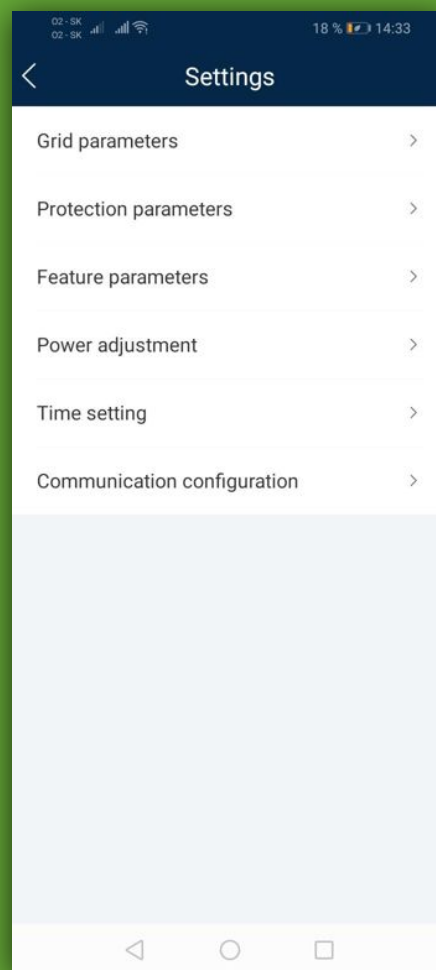 O2 - SK
O2 - SK
18 % 14:33
Settings
Grid parameters
Protection parameters
Feature parameters
Power adjustment
Time setting
Communication configuration